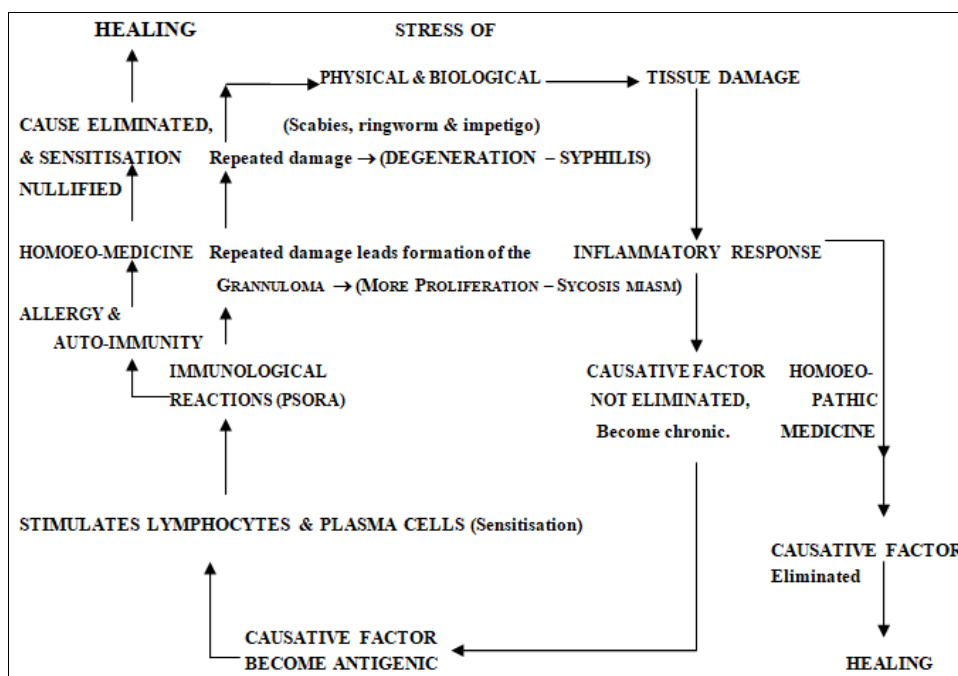 HEALING
STRESS OF
PHYSICAL & BIOLOGICAL
TISSUE DAMAGE
CAUSE ELIMINATED,
& SENSITISATION
NULLIFIED
(Scabies, ringworm & impetigo)
Repeated damage → (DEGENERATION – SYPHILIS)
HOMOEO-MEDICINE
Repeated damage leads formation of the
GRANNULOMA → (MORE PROLIFERATION – SYCOSIS MIASM)
INFLAMMATORY RESPONSE
ALLERGY &
AUTO-IMMUNITY
IMMUNOLOGICAL
REACTIONS (PSORA)
CAUSATIVE FACTOR
NOT ELIMINATED,
Become chronic.
HOMOEO-
PATHIC
MEDICINE
STIMULATES LYMPHOCYTES & PLASMA CELLS (Sensitisation)
CAUSATIVE FACTOR
Eliminated
CAUSATIVE FACTOR
BECOME ANTIGENIC
HEALING